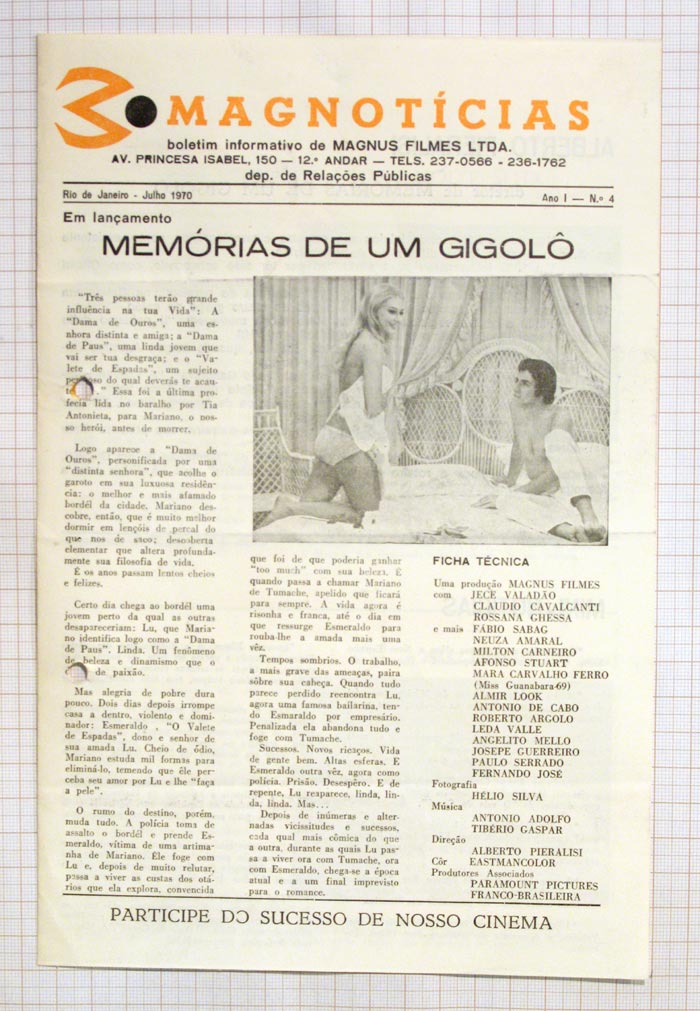 MAGNOTÍCIAS
boletim informativo de MAGNUS FILMES LTDA.
AV. PRINCESA ISABEL, 150 — 12.º ANDAR — TELS. 237-0566 - 236-1762
dep. de Relações Públicas
Rio de Janeiro - Julho 1970
Ano I — N.º 4
Em lançamento
MEMÓRIAS DE UM GIGOLÔ
"Três pessoas terão grande
influência na tua Vida": A
"Dama de Ouros", uma es-
nhora distinta e amiga; a "Dama
de Paus", uma linda jovem que
vai ser tua desgraça; e o "Va-
lete de Espadas", um sujeito
do qual deverás te acau-
" Essa foi a última pro-
fecia lida no baralho por Tia
Antonieta, para Mariano, o nos-
so herói, antes de morrer.
Logo aparece a "Dama de
Ouros", personificada por uma
"distinta senhora", que acolhe o
garoto em sua luxuosa residên-
cia: o melhor e mais afamado
bordél da cidade. Mariano des-
cobre, então, que é muito melhor
dormir em lençóis de percal do
que nos de saco; descoberta
elementar que altera profunda-
mente sua filosofia de vida.
E os anos passam lentos cheios
e felizes.
Certo dia chega ao bordél uma
jovem perto da qual as outras
desapareceriam: Lu, que Maria-
no identifica logo como a "Dama
de Paus". Linda. Um fenômeno
de beleza e dinamismo que o
de paixão.
Mas alegria de pobre dura
pouco. Dois dias depois irrompe
casa a dentro, violento e domi-
nador: Esmeraldo, "O Valete
de Espadas", dono e senhor de
sua amada Lu. Cheio de ódio,
Mariano estuda mil formas para
eliminá-lo, temendo que êle per-
ceba seu amor por Lu e lhe "faça
a pele".
O rumo do destino, porém,
muda tudo. A polícia toma de
assalto o bordél e prende Es-
meraldo, vítima de uma artima-
nha de Mariano. Êle foge com
Lu e, depois de muito relutar,
passa a viver as custas dos otá-
rios que ela explora, convencida
que foi de que poderia ganhar
"too much" com sua beleza. É
quando passa a chamar Mariano
de Tumache, apelido que ficará
para sempre. A vida agora é
risonha e franca, até o dia em
que ressurge Esmeraldo para
rouba-lhe a amada mais uma
vêz.
Tempos sombrios. O trabalho,
a mais grave das ameaças, paira
sôbre sua cabeça. Quando tudo
parece perdido reencontra Lu,
agora uma famosa bailarina, ten-
do Esmaraldo por empresário.
Penalizada ela abandona tudo e
foge com Tumache.
Sucessos. Novos ricaços. Vida
de gente bem. Altas esferas. E
Esmeraldo outra vêz, agora como
polícia. Prisão. Desespêro. E de
repente, Lu reaparece, linda, lin-
da, linda. Mas...
Depois de inúmeras e alter-
nadas vicissitudes e sucessos,
cada qual mais cômica do que
a outra, durante as quais Lu pas-
sa a viver ora com Tumache, ora
com Esmeraldo, chega-se a época
atual e a um final imprevisto
para o romance.
FICHA TÉCNICA
Uma produção MAGNUS FILMES
com JECE VALADÃO
CLAUDIO CAVALCANTI
ROSSANA GHESSA
e mais FÁBIO SABAG
NEUZA AMARAL
MILTON CARNEIRO
AFONSO STUART
MARA CARVALHO FERRO
(Miss Guanabara-69)
ALMIR LOOK
ANTONIO DE CABO
ROBERTO ARGOLO
LEDA VALLE
ANGELITO MELLO
JOSEPE GUERREIRO
PAULO SERRADO
FERNANDO JOSÉ
Fotografia
HÉLIO SILVA
Música
ANTONIO ADOLFO
TIBÉRIO GASPAR
Direção
ALBERTO PIERALISI
Côr EASTMANCOLOR
Produtores Associados
PARAMOUNT PICTURES
FRANCO-BRASILEIRA
PARTICIPE DO SUCESSO DE NOSSO CINEMA